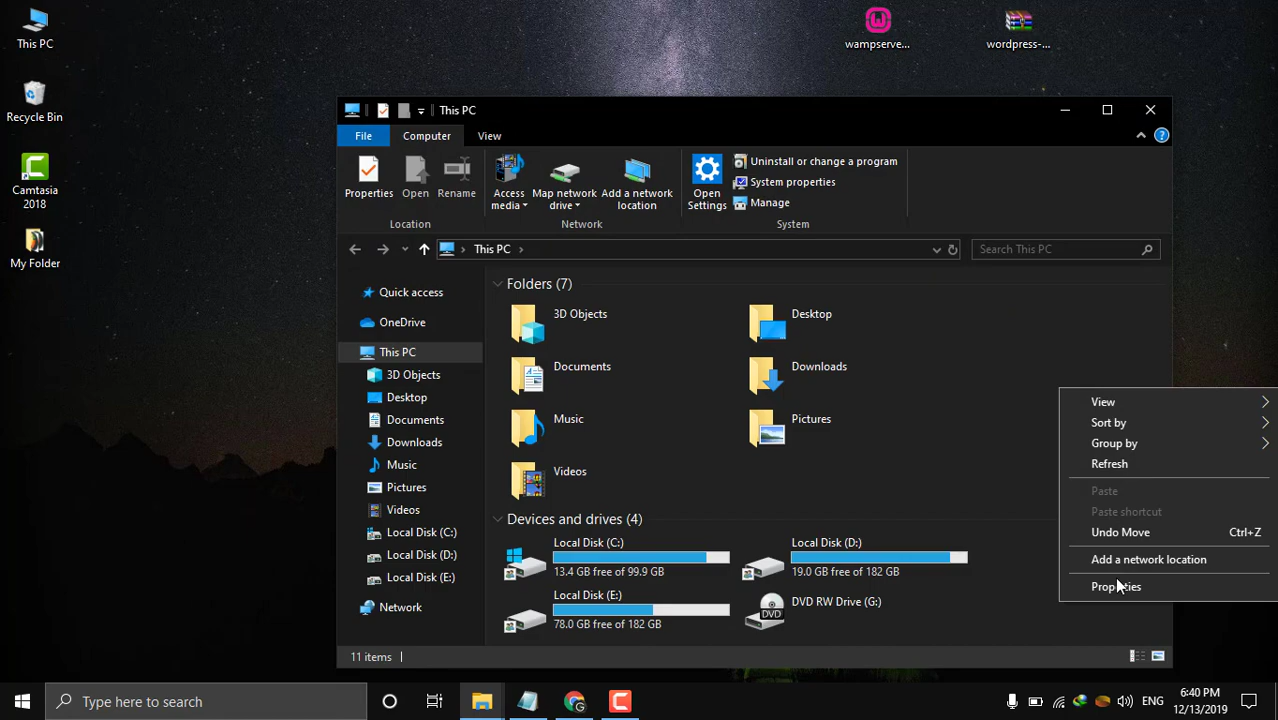 This PC
Recycle Bin
Camtasia
2018
My Folder
wampserve...
wordpress-...
This PC
File
Computer
View
Properties
Open
Rename
Location
Access
media
Map network
drive
Add a network
location
Network
Open
Settings
Uninstall or change a program
System properties
Manage
System
This PC
Search This PC
Quick access
OneDrive
This PC
3D Objects
Desktop
Documents
Downloads
Music
Pictures
Videos
Local Disk (C:)
Local Disk (D:)
Local Disk (E:)
Network
Folders (7)
3D Objects
Desktop
Documents
Downloads
Music
Pictures
Videos
Devices and drives (4)
Local Disk (C:)
13.4 GB free of 99.9 GB
Local Disk (D:)
19.0 GB free of 182 GB
Local Disk (E:)
78.0 GB free of 182 GB
DVD
DVD RW Drive (G:)
11 items
View
Sort by
Group by
Refresh
Paste
Paste shortcut
Undo Move Ctrl+Z
Add a network location
Properties
Type here to search
ENG
6:40 PM
12/13/2019